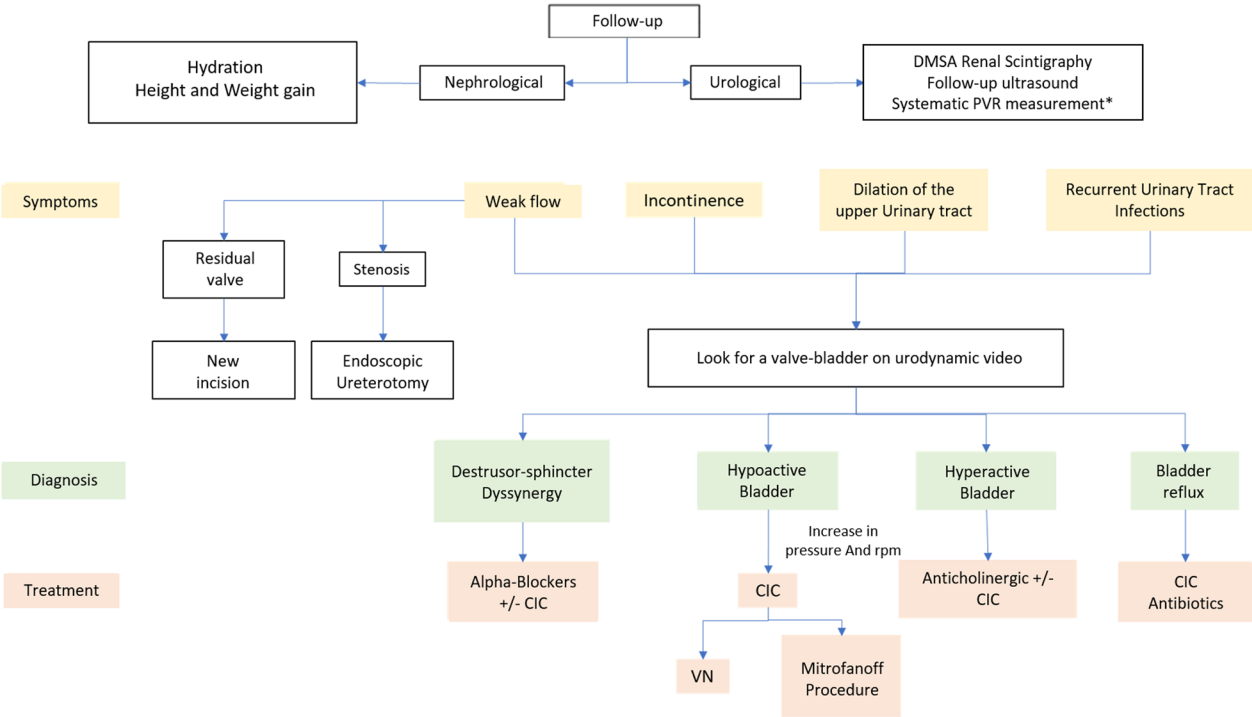 Follow-up
Hydration
Height and Weight gain
Nephrological
Urological
DMSA Renal Scintigraphy
Follow-up ultrasound
Systematic PVR measurement*
Symptoms
Weak flow
Incontinence
Dilation of the
upper Urinary tract
Recurrent Urinary Tract
Infections
Residual
valve
Stenosis
New
incision
Endoscopic
Ureterotomy
Look for a valve-bladder on urodynamic video
Diagnosis
Destrusor-sphincter
Dyssynergy
Hypoactive
Bladder
Hyperactive
Bladder
Bladder
reflux
Increase in
pressure And rpm
Treatment
Alpha-Blockers
+/- CIC
CIC
Anticholinergic +/-
CIC
CIC
Antibiotics
VN
Mitrofanoff
Procedure